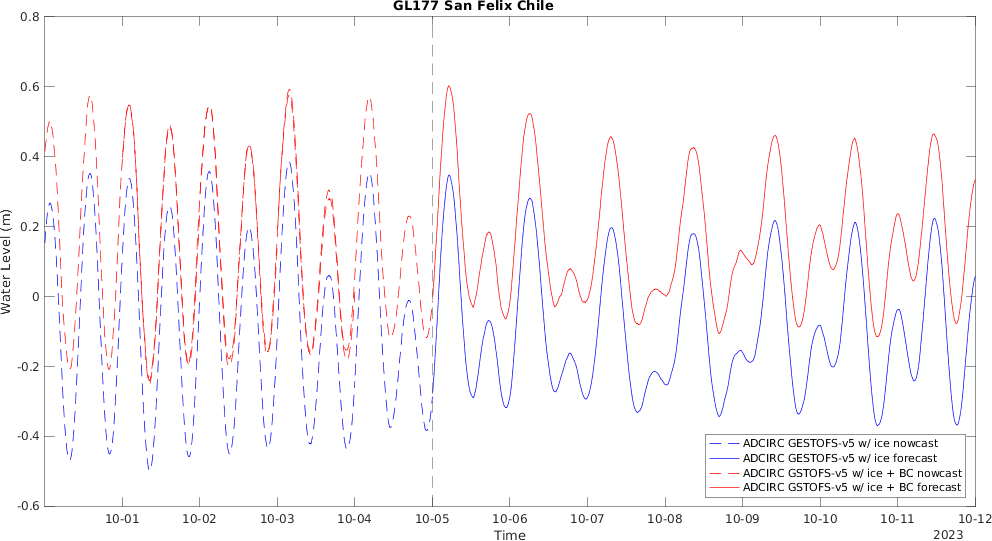 GL177 San Felix Chile
0.8
0.6
0.4
0.2
0
-0.2
-0.4
-0.6
Water Level (m)
ADCIRC GESTOFS-v5 w/ ice nowcast
ADCIRC GESTOFS-v5 w/ ice forecast
ADCIRC GSTOFS-v5 w/ ice + BC nowcast
ADCIRC GSTOFS-v5 w/ ice + BC forecast
10-01 10-02 10-03 10-04 10-05 10-06 10-07 10-08 10-09 10-10 10-11 10-12
Time
2023